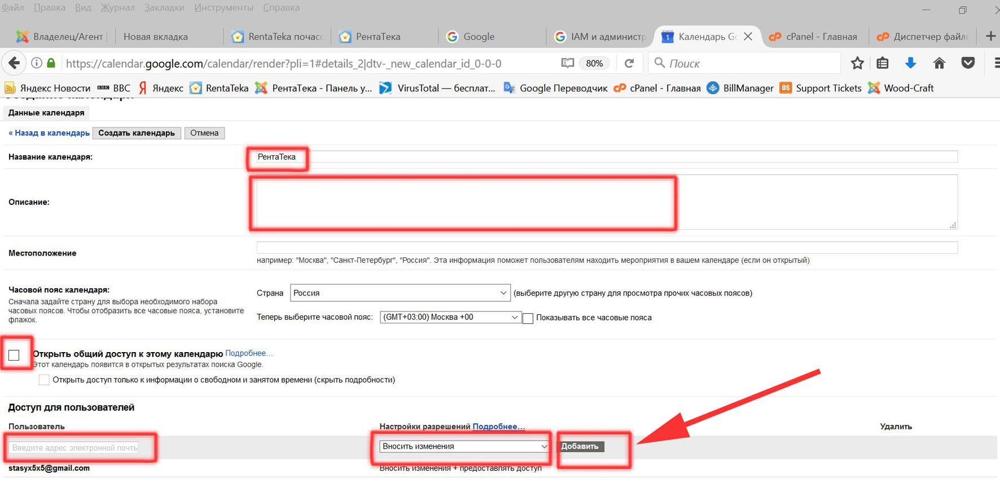 Файл Правка Вид Журнал Закладки Инструменты Справка
Владелец/Агент Новая вкладка RentaTeka почасо РентаТека Google IAM и администр Календарь Go cPanel - Главная Диспетчер файло
https://calendar.google.com/calendar/render?pli=1#details_2|dtv-_new_calendar_id_0-0-0 80% Поиск
Яндекс Новости BBC Яндекс RentaTeka РентаТека - Панель у... VirusTotal — бесплат... Google Переводчик cPanel - Главная BillManager Support Tickets Wood-Craft
Создание календаря
Данные календаря
« Назад в календарь Создать календарь Отмена
Название календаря: РентаТека
Описание:
Местоположение
например: "Москва", "Санкт-Петербург", "Россия". Эта информация поможет пользователям находить мероприятия в вашем календаре (если он открытый)
Часовой пояс календаря:
Сначала задайте страну для выбора необходимого набора
часовых поясов. Чтобы отобразить все часовые пояса, установите
флажок.
Страна Россия (выберите другую страну для просмотра прочих часовых поясов)
Теперь выберите часовой пояс: (GMT+03:00) Москва +00 Показывать все часовые пояса
Открыть общий доступ к этому календарю Подробнее...
Этот календарь появится в открытых результатах поиска Google.
Открыть доступ только к информации о свободном и занятом времени (скрыть подробности)
Доступ для пользователей
Пользователь Настройки разрешений Подробнее... Удалить
Введите адрес электронной почть Вносить изменения Добавить
stasyx5x5@gmail.com Вносить изменения + предоставлять доступ